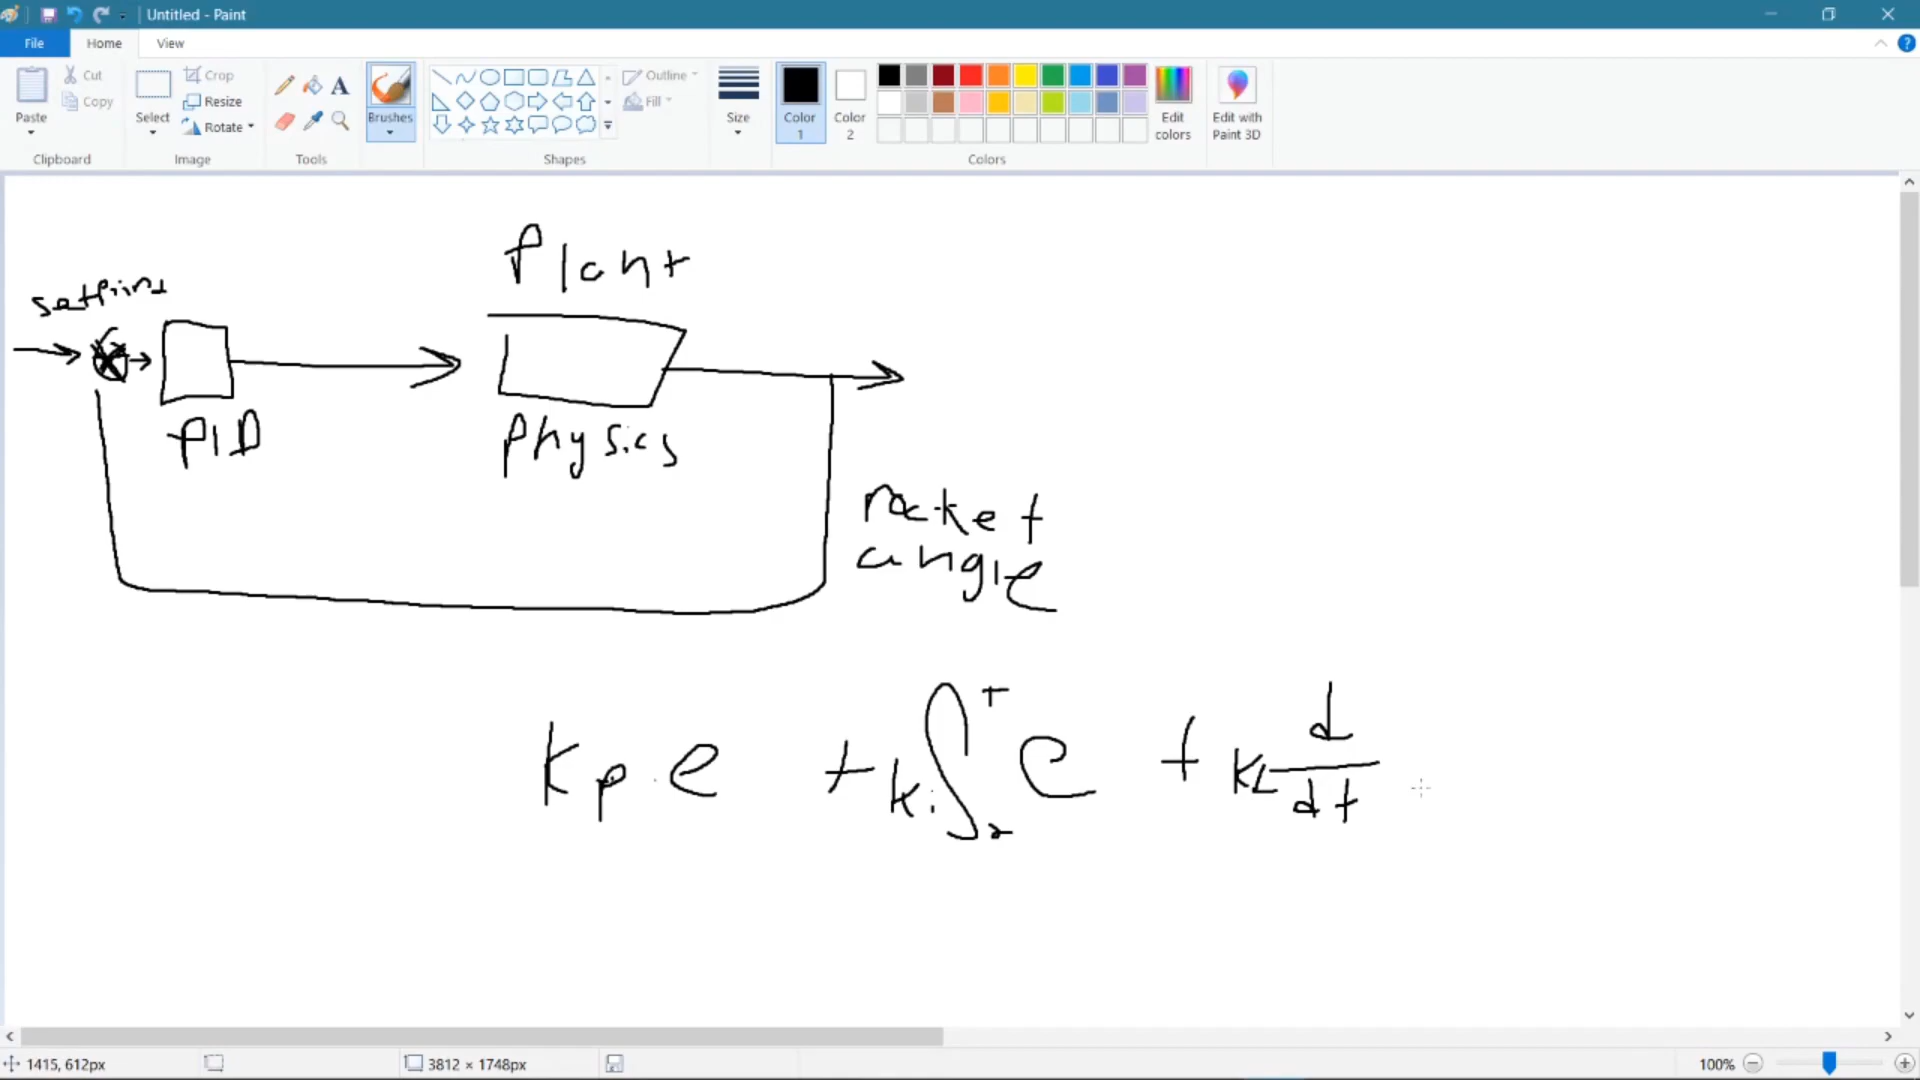 Untitled - Paint
File Home View
Cut
Copy
Paste
Clipboard
Crop
Resize
Rotate
Select
Image
Tools
Brushes
Outline
Fill
Shapes
Size
Color 1
Color 2
Edit colors
Edit with Paint 3D
Colors
Plant
setpoint
PID
Physics
rocket
angle
Kp . e + Ki ∫ e + d
dt
1415, 612px
3812 × 1748px
100%